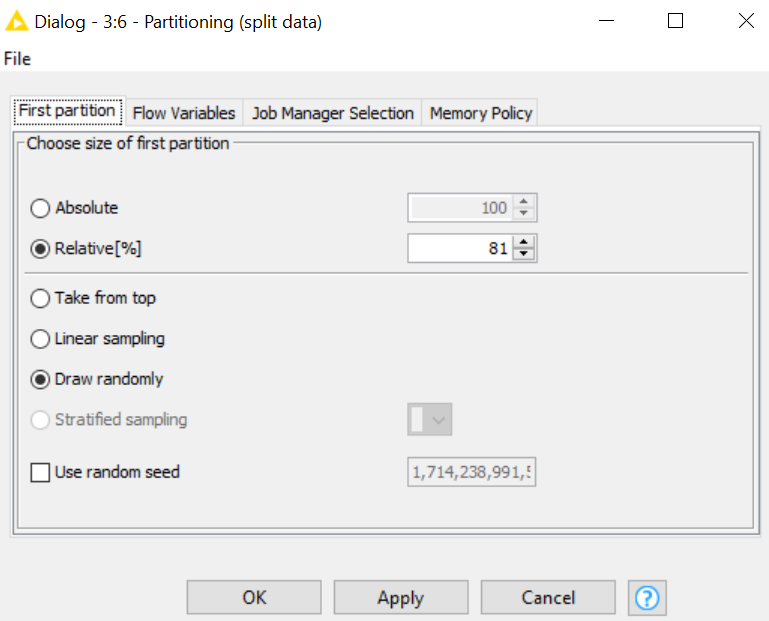 Dialog - 3:6 - Partitioning (split data)
File
First partition Flow Variables Job Manager Selection Memory Policy
Choose size of first partition
Absolute 100
Relative[%] 81
Take from top
Linear sampling
Draw randomly
Stratified sampling
Use random seed 1,714,238,991,
OK Apply Cancel ?